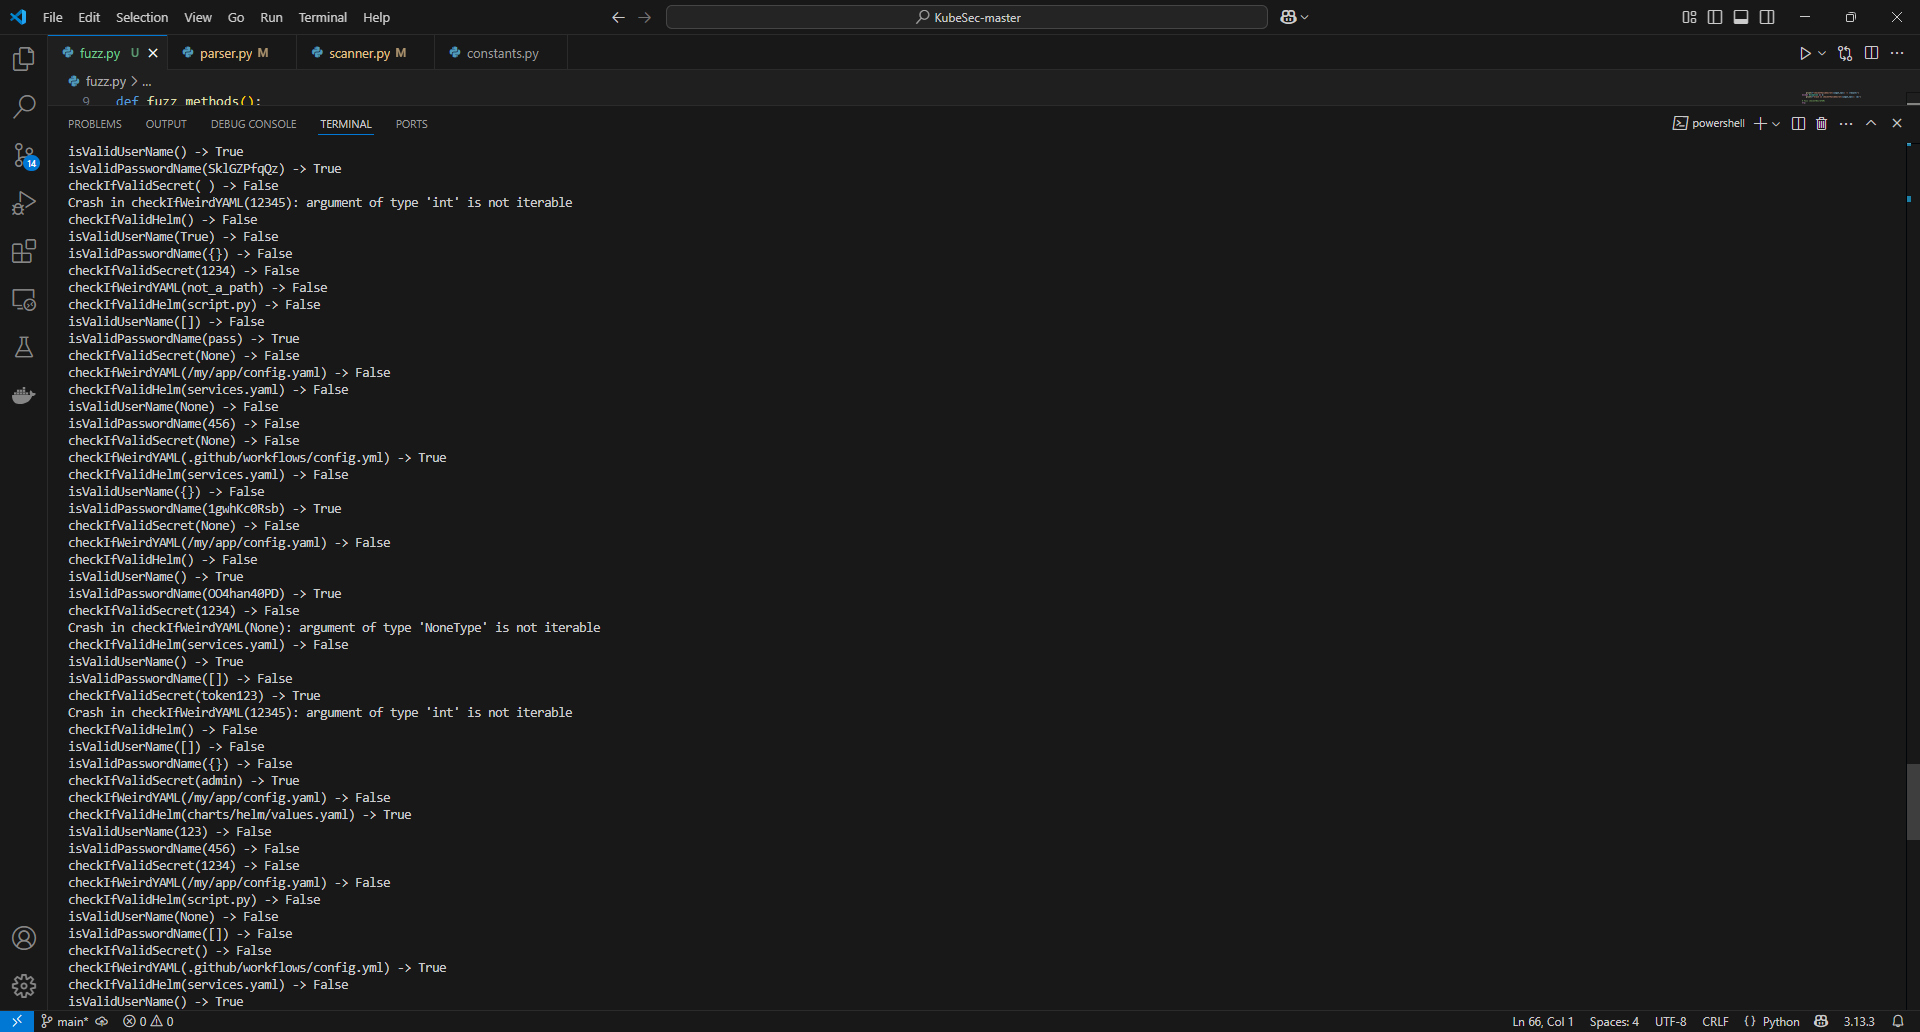 File Edit Selection View Go Run Terminal Help
KubeSec-master
fuzz.py U parser.py M scanner.py M constants.py
fuzz.py > ...
9 def fuzz_methods():
PROBLEMS OUTPUT DEBUG CONSOLE TERMINAL PORTS
powershell
isValidUserName() -> True
isValidPasswordName(SklGZPfqQz) -> True
checkIfValidSecret( ) -> False
Crash in checkIfWeirdYAML(12345): argument of type 'int' is not iterable
checkIfValidHelm() -> False
isValidUserName(True) -> False
isValidPasswordName({}) -> False
checkIfValidSecret(1234) -> False
checkIfWeirdYAML(not_a_path) -> False
checkIfValidHelm(script.py) -> False
isValidUserName([]) -> False
isValidPasswordName(pass) -> True
checkIfValidSecret(None) -> False
checkIfWeirdYAML(/my/app/config.yaml) -> False
checkIfValidHelm(services.yaml) -> False
isValidUserName(None) -> False
isValidPasswordName(456) -> False
checkIfValidSecret(None) -> False
checkIfWeirdYAML(.github/workflows/config.yml) -> True
checkIfValidHelm(services.yaml) -> False
isValidUserName({}) -> False
isValidPasswordName(1gwhKc0Rsb) -> True
checkIfValidSecret(None) -> False
checkIfWeirdYAML(/my/app/config.yaml) -> False
checkIfValidHelm() -> False
isValidUserName() -> True
isValidPasswordName(OO4han40PD) -> True
checkIfValidSecret(1234) -> False
Crash in checkIfWeirdYAML(None): argument of type 'NoneType' is not iterable
checkIfValidHelm(services.yaml) -> False
isValidUserName() -> True
isValidPasswordName([]) -> False
checkIfValidSecret(token123) -> True
Crash in checkIfWeirdYAML(12345): argument of type 'int' is not iterable
checkIfValidHelm() -> False
isValidUserName([]) -> False
isValidPasswordName({}) -> False
checkIfValidSecret(admin) -> True
checkIfWeirdYAML(/my/app/config.yaml) -> False
checkIfValidHelm(charts/helm/values.yaml) -> True
isValidUserName(123) -> False
isValidPasswordName(456) -> False
checkIfValidSecret(1234) -> False
checkIfWeirdYAML(/my/app/config.yaml) -> False
checkIfValidHelm(script.py) -> False
isValidUserName(None) -> False
isValidPasswordName([]) -> False
checkIfValidSecret() -> False
checkIfWeirdYAML(.github/workflows/config.yml) -> True
checkIfValidHelm(services.yaml) -> False
isValidUserName() -> True
14
main* 0 0 Ln 66, Col 1 Spaces: 4 UTF-8 CRLF {} Python 3.13.3